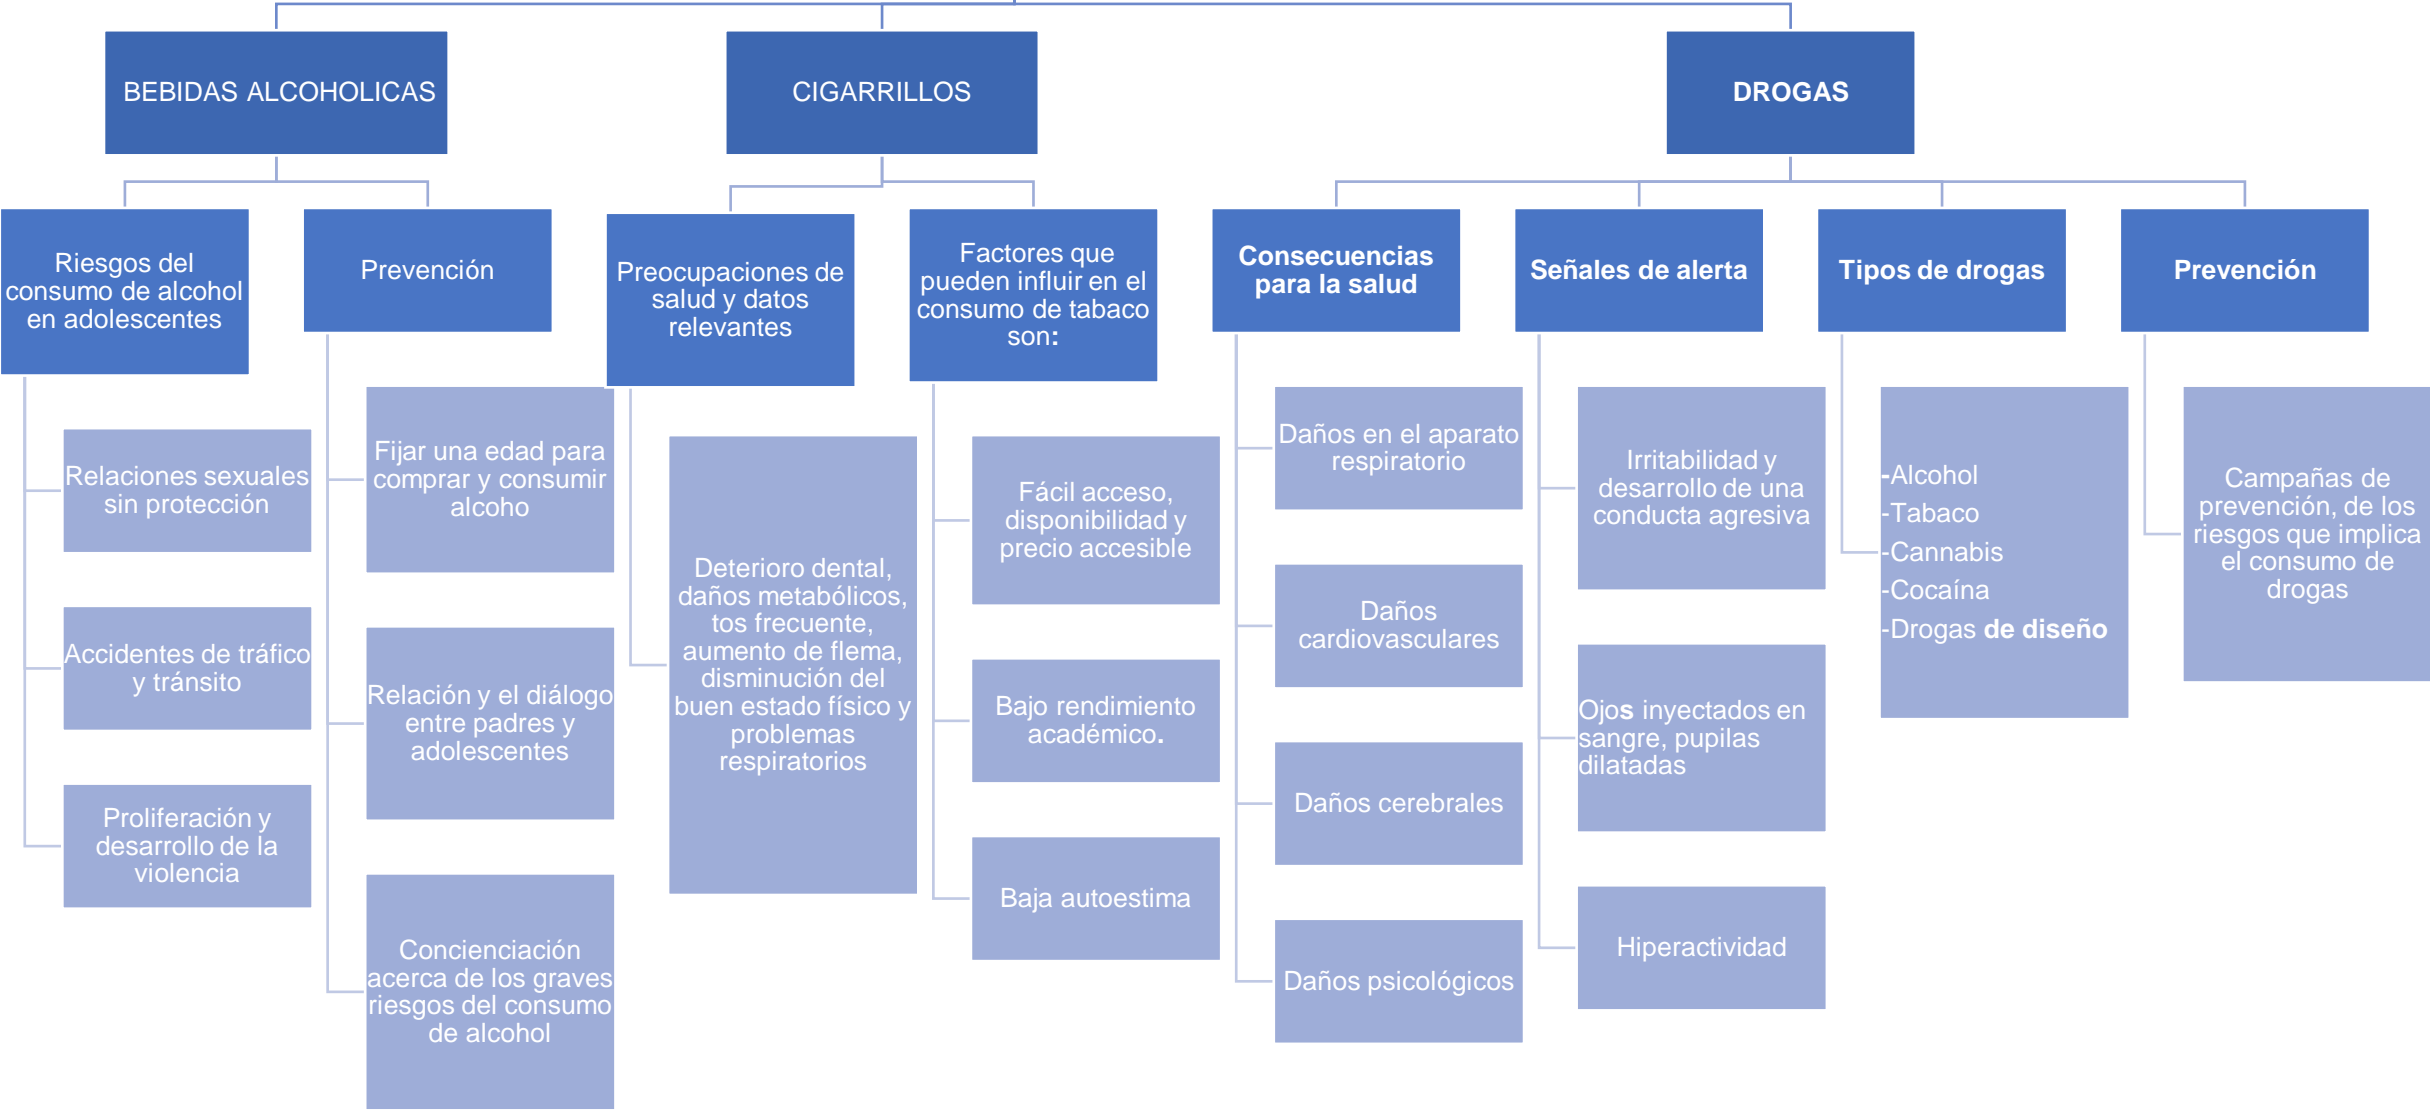 BEBIDAS ALCOHOLICAS
CIGARRILLOS
DROGAS
Riesgos del
consumo de alcohol
en adolescentes
Relaciones sexuales
sin protección
Accidentes de tráfico
y tránsito
Proliferación y
desarrollo de la
violencia
Prevención
Fijar una edad para
comprar y consumir
alcoho
Relación y el diálogo
entre padres y
adolescentes
Concienciación
acerca de los graves
riesgos del consumo
de alcohol
Preocupaciones de
salud y datos
relevantes
Deterioro dental,
daños metabólicos,
tos frecuente,
aumento de flema,
disminución del
buen estado físico y
problemas
respiratorios
Factores que
pueden influir en el
consumo de tabaco
son:
Fácil acceso,
disponibilidad y
precio accesible
Bajo rendimiento
académico.
Baja autoestima
Consecuencias
para la salud
Daños en el aparato
respiratorio
Daños
cardiovasculares
Daños cerebrales
Daños psicológicos
Señales de alerta
Irritabilidad y
desarrollo de una
conducta agresiva
Ojos inyectados en
sangre, pupilas
dilatadas
Hiperactividad
Tipos de drogas
-Alcohol
-Tabaco
-Cannabis
-Cocaína
-Drogas de diseño
Prevención
Campañas de
prevención, de los
riesgos que implica
el consumo de
drogas